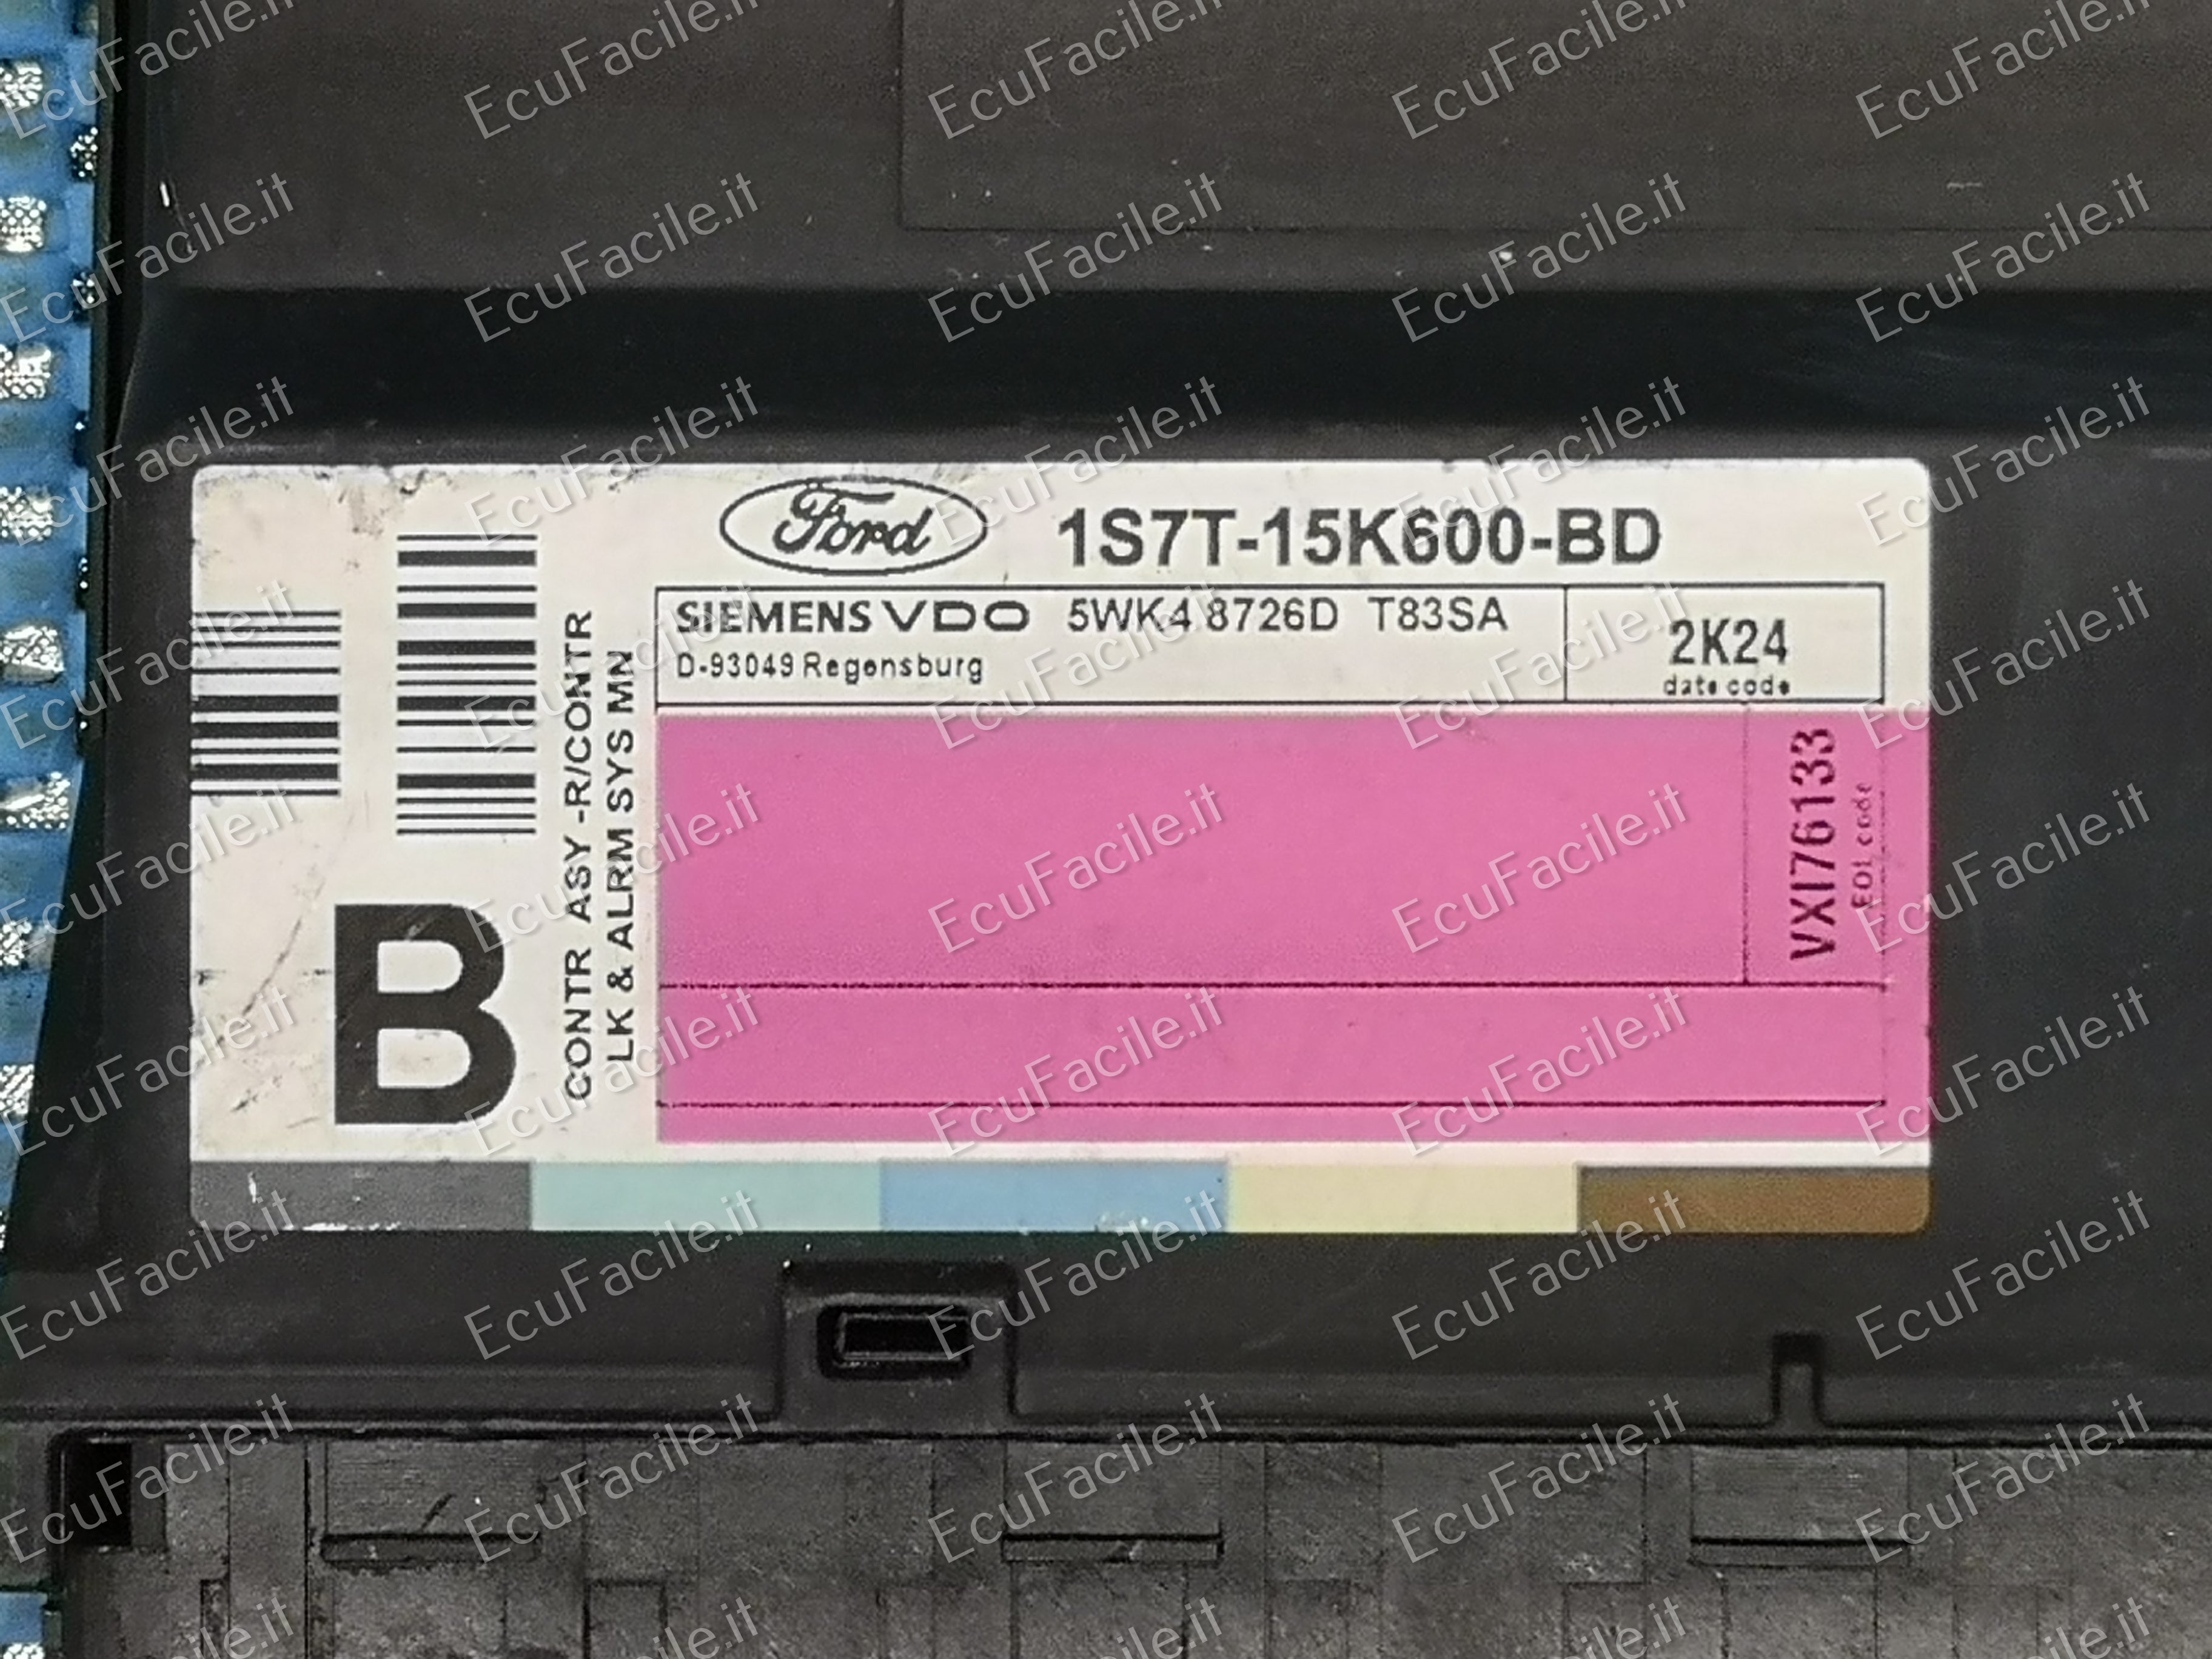 Ford 1S7T-15K600-BD
SIEMENS VDO 5WK4 8726D T83SA
D-93049 Regensburg
2K24
date code
VXI76133
EOL code
CONTR ASY -R/CONTR
LK & ALRM SYS MN
B
EcuFacile.it